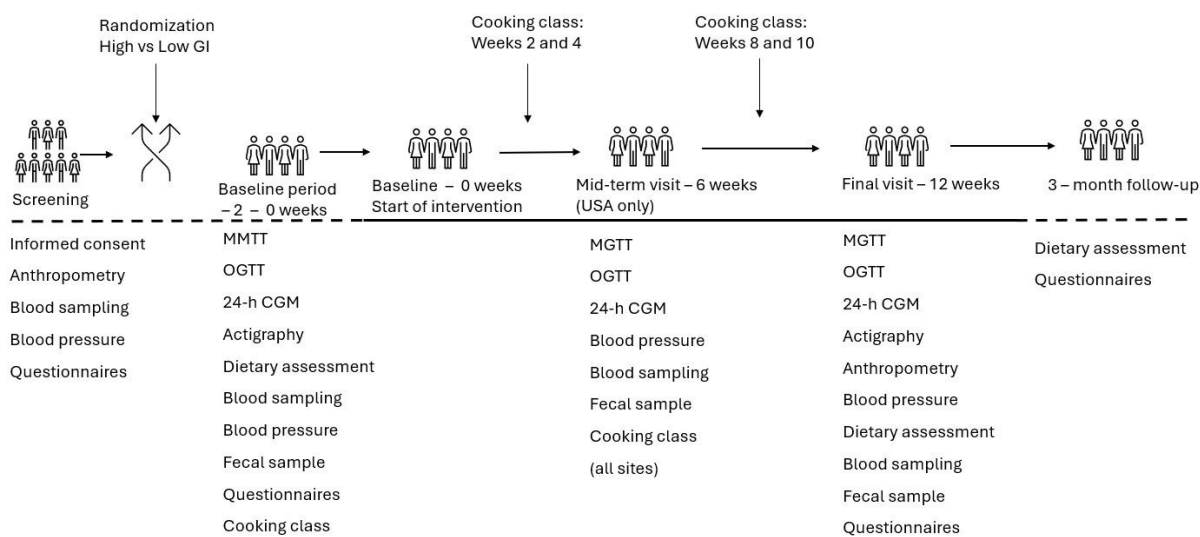 Randomization
High vs Low GI
Cooking class:
Weeks 2 and 4
Cooking class:
Weeks 8 and 10
Screening
Baseline period
– 2 – 0 weeks
Baseline – 0 weeks
Start of intervention
Mid-term visit – 6 weeks
(USA only)
Final visit – 12 weeks
3 – month follow-up
Informed consent
Anthropometry
Blood sampling
Blood pressure
Questionnaires
MMTT
OGTT
24-h CGM
Actigraphy
Dietary assessment
Blood sampling
Blood pressure
Fecal sample
Questionnaires
Cooking class
MGTT
OGTT
24-h CGM
Blood pressure
Blood sampling
Fecal sample
Cooking class
(all sites)
MGTT
OGTT
24-h CGM
Actigraphy
Anthropometry
Blood pressure
Dietary assessment
Blood sampling
Fecal sample
Questionnaires
Dietary assessment
Questionnaires